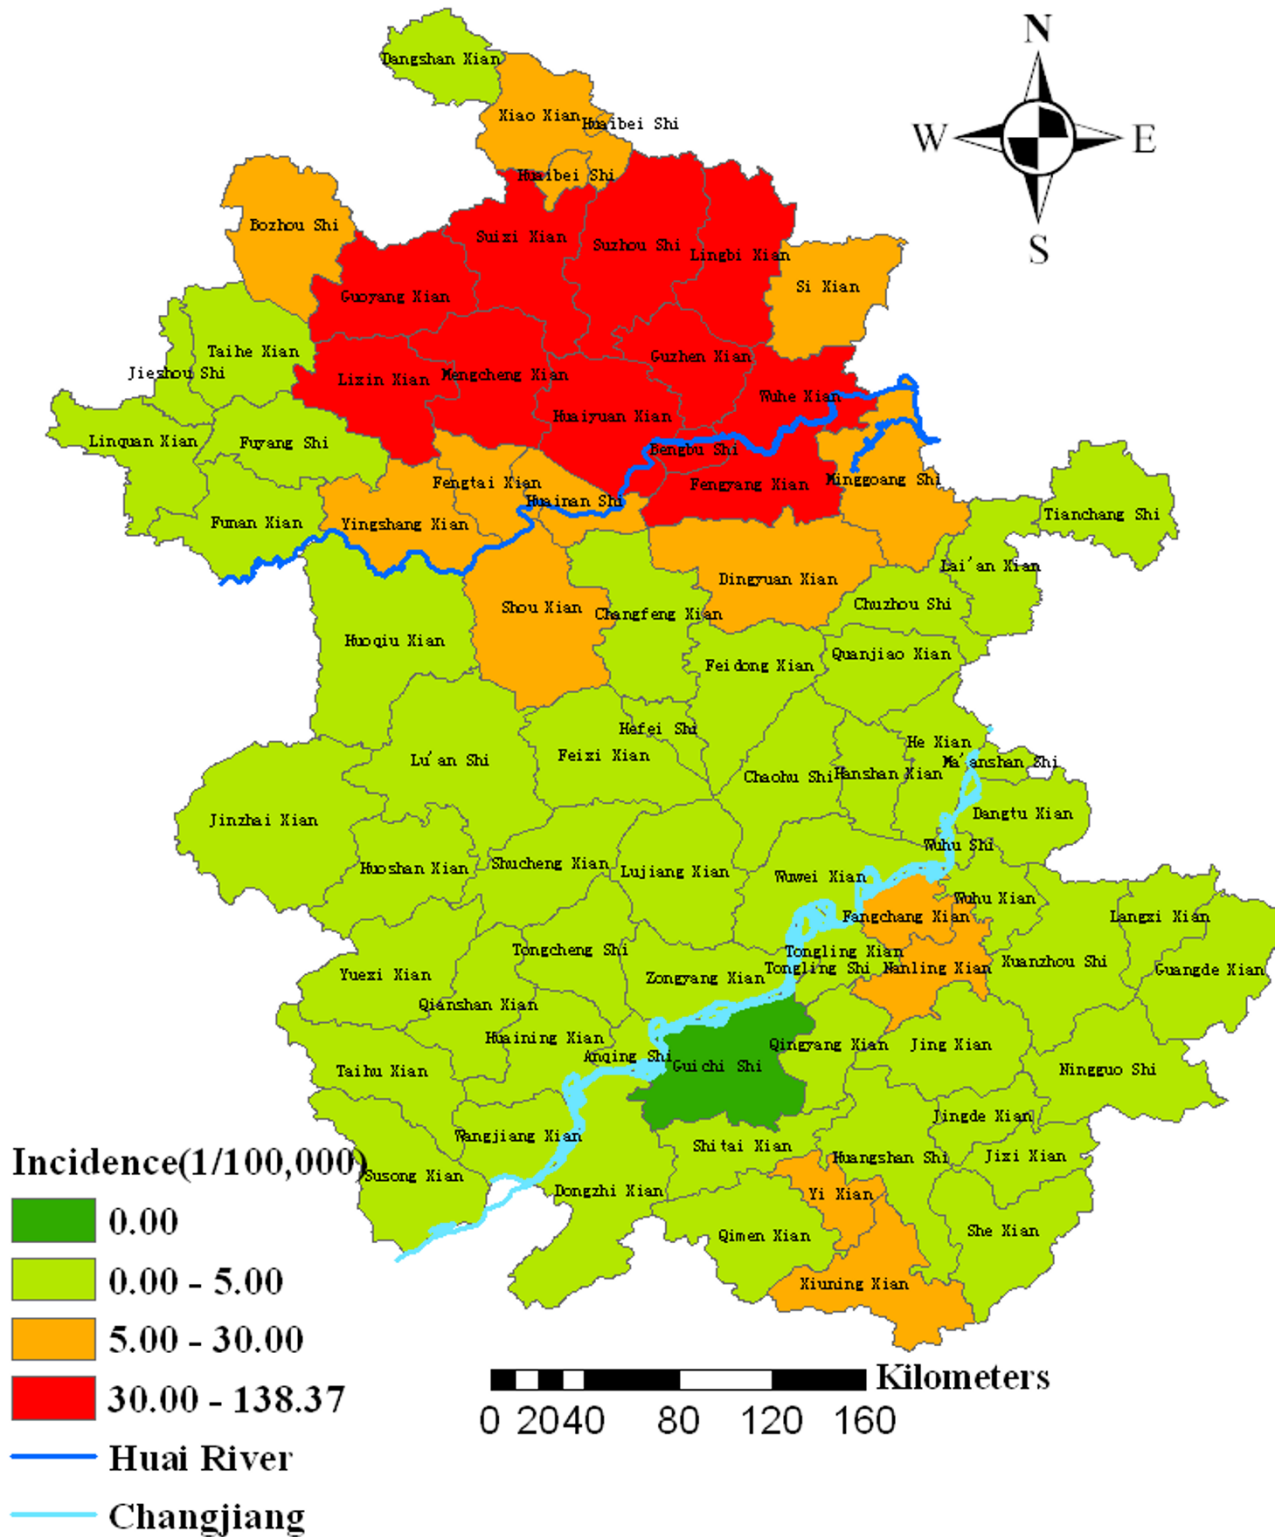 N
Dangshan Xian
Xiao Xian
Huaibei Shi
W
E
Huaibei Shi
Bozhou Shi
Suixi Xian
Suzhou Shi
Lingbi Xian
S
Si Xian
Guoyang Xian
Taihe Xian
Guzhen Xian
Jieshou Shi
Lixin Xian
Mengcheng Xian
Wuhe Xian
Huaiyuan Xian
Linquan Xian
Fuyang Shi
Bengbu Shi
Fengtai Xian
Fengyang Xian
Minggoang Shi
Huainan Shi
Funan Xian
Yingshang Xian
Tianchang Shi
Lai'an Xian
Dingyuan Xian
Shou Xian
Changfeng Xian
Chuzhou Shi
Huoqiu Xian
Feidong Xian
Quanjiao Xian
Hefei Shi
He Xian
Lu'an Shi
Feixi Xian
Ma'anshan Shi
Chaohu Shi
Hanshan Xian
Jinzhai Xian
Dangtu Xian
Wuhu Shi
Huoshan Xian
Shucheng Xian
Lujiang Xian
Wuwei Xian
Wuhu Xian
Fangchang Xian
Langxi Xian
Tongcheng Shi
Tongling Xian
Yuexi Xian
Zongyang Xian
Tongling Shi
Nanling Xian
Xuanzhou Shi
Guangde Xian
Qianshan Xian
Huaining Xian
Anqing Shi
Qingyang Xian
Jing Xian
Taihu Xian
Guichi Shi
Ningguo Shi
Jingde Xian
Wangjiang Xian
Shitai Xian
Huangshan Shi
Jixi Xian
Incidence(1/100,000)
Susong Xian
Dongzhi Xian
Yi Xian
0.00
Qimen Xian
She Xian
0.00 - 5.00
Xiuning Xian
5.00 - 30.00
Kilometers
30.00 - 138.37
0 20 40 80 120 160
Huai River
Changjiang